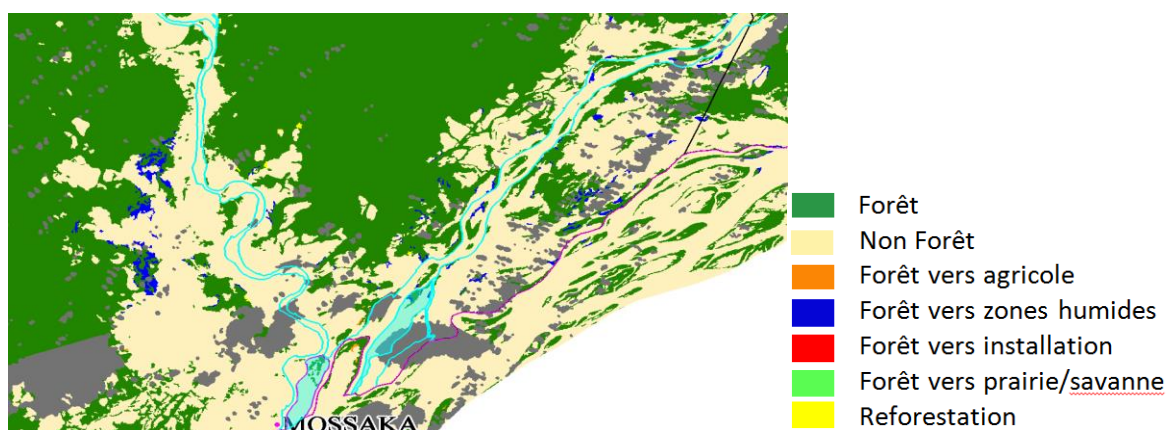 Forêt
Non Forêt
Forêt vers agricole
Forêt vers zones humides
Forêt vers installation
Forêt vers prairie/savanne
Reforestation
MOSSAKA